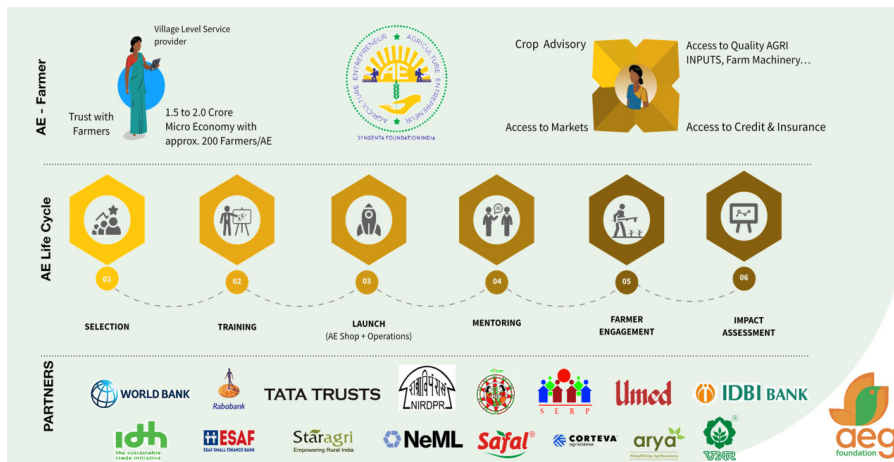 AE - Farmer
Village Level Service
provider
Trust with
Farmers
1.5 to 2.0 Crore
Micro Economy with
approx. 200 Farmers/AE
AGRICULTURE ENTREPRENEUR
AGRICULTURE ENTREPRENEUR
AE
SYNGENTA FOUNDATION INDIA
Crop Advisory
Access to Quality AGRI
INPUTS, Farm Machinery...
Access to Markets
Access to Credit & Insurance
AE Life Cycle
01
02
03
04
05
06
SELECTION
TRAINING
LAUNCH
(AE Shop + Operations)
MENTORING
FARMER
ENGAGEMENT
IMPACT
ASSESSMENT
PARTNERS
WORLD BANK
Rabobank
TATA TRUSTS
NIRDPR
SERP
Umed
IDBI BANK
idh
the sustainable
trade initiative
ESAF
ESAF SMALL FINANCE BANK
Staragri
Empowering Rural India
NeML
Safal®
CORTEVA
agriscience
arya
Simplifying Agribusiness
VNR
aeg
foundation